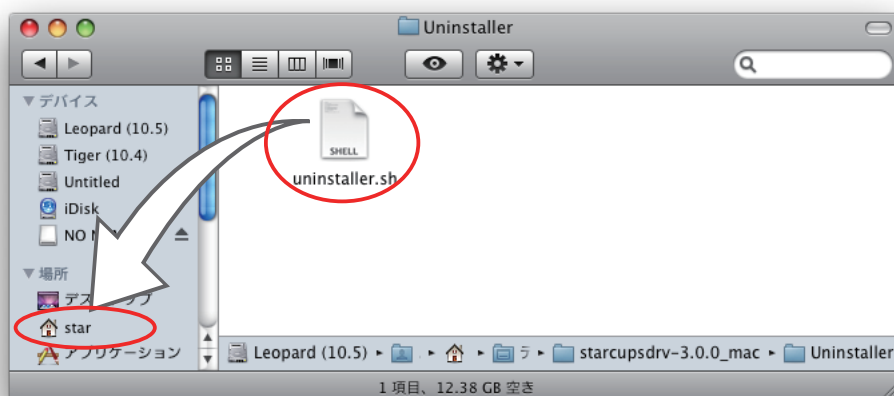 Uninstaller
デバイス
Leopard (10.5)
Tiger (10.4)
Untitled
iDisk
NO
場所
star
アプリケーション
SHELL
uninstaller.sh
Leopard (10.5) ラ starcupsdrv-3.0.0_mac Uninstaller
1 項目、12.38 GB 空き